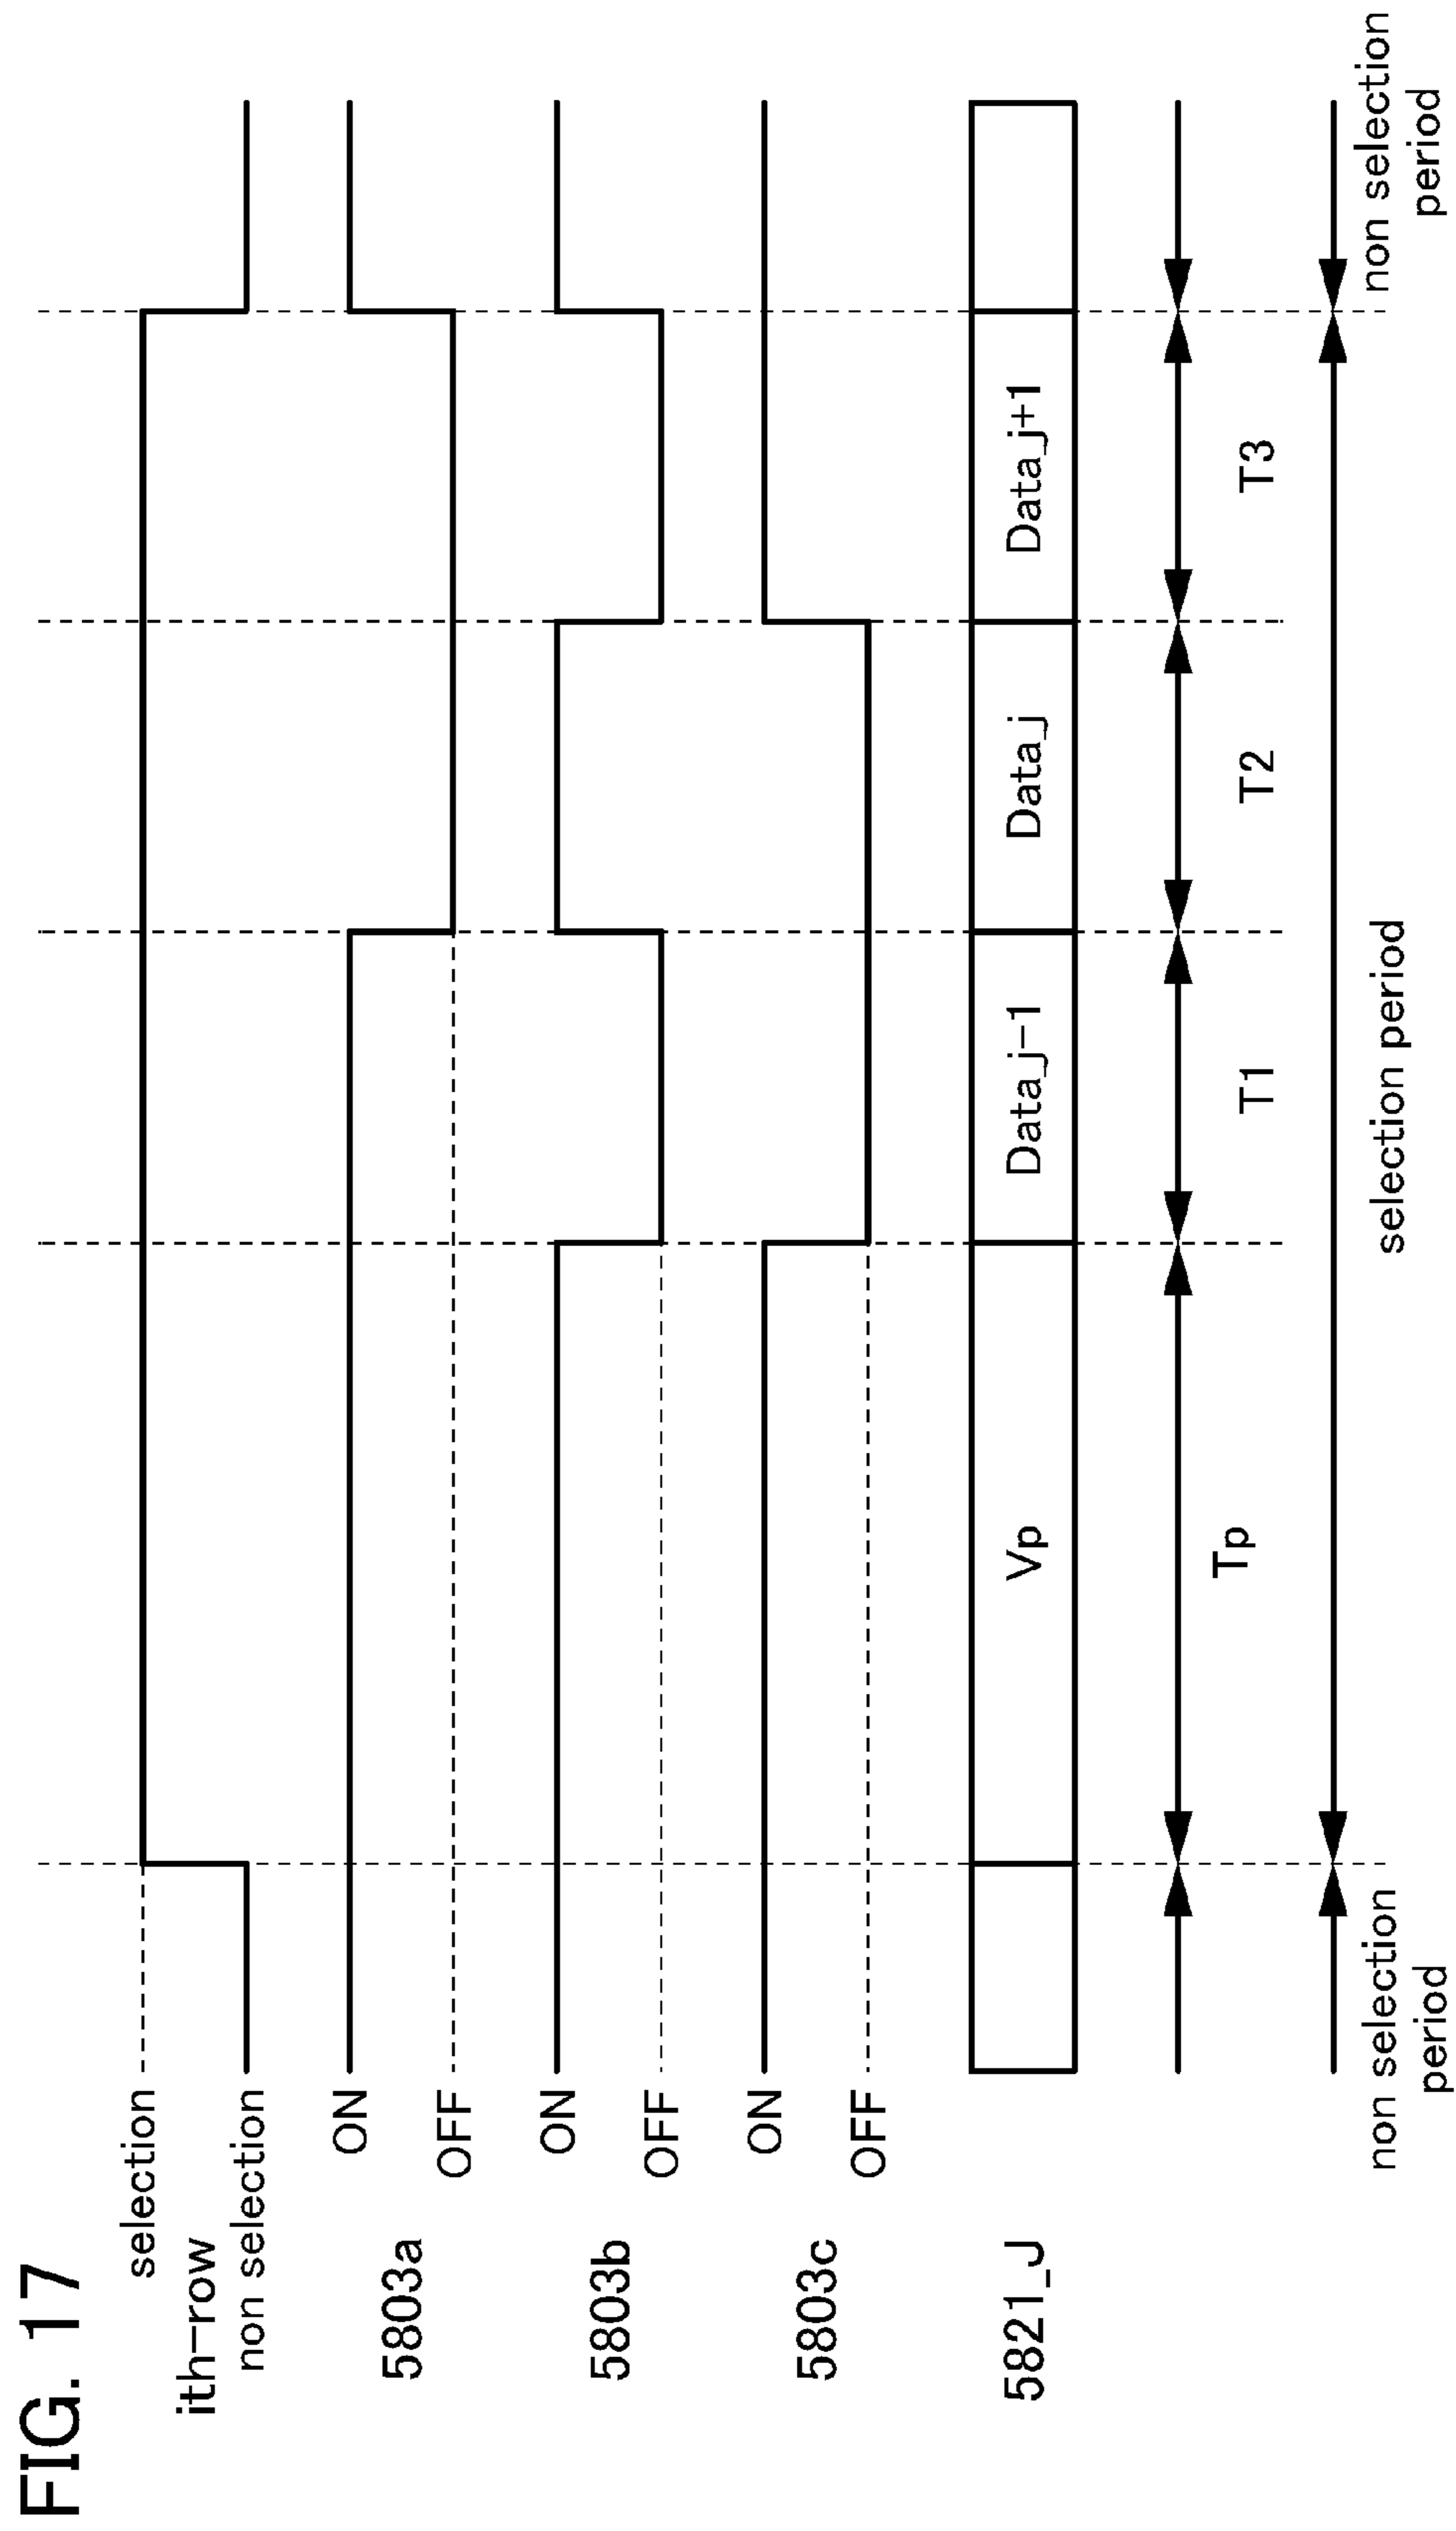 FIG. 17
selection
ith-row
non selection
5803a
ON
OFF
5803b
ON
OFF
5803c
ON
OFF
5821_J
Vp
Data_j-1
Data_j
Data_j+1
Tp
T1
T2
T3
non selection
period
selection period
non selection
period